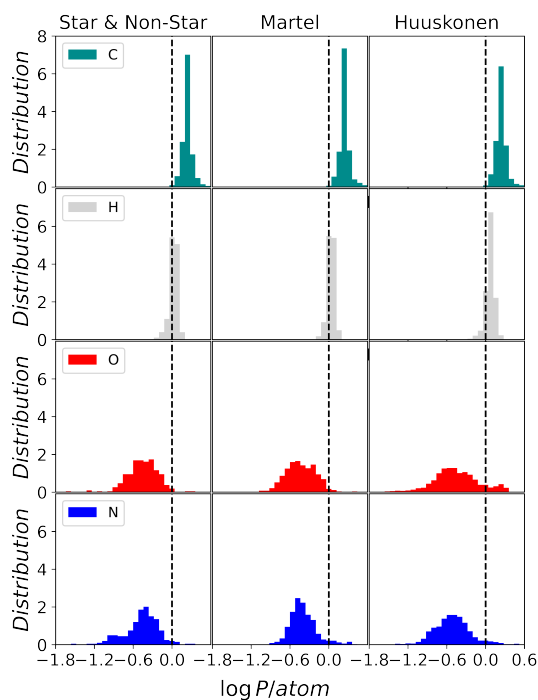 Star & Non-Star Martel Huuskonen
8
6
4
2
0
Distribution
C
6
4
2
0
Distribution
H
6
4
2
0
Distribution
O
6
4
2
0
Distribution
N
−1.8 −1.2 −0.6 0.0 −1.8 −1.2 −0.6 0.0 −1.8 −1.2 −0.6 0.0 0.6
log P/atom